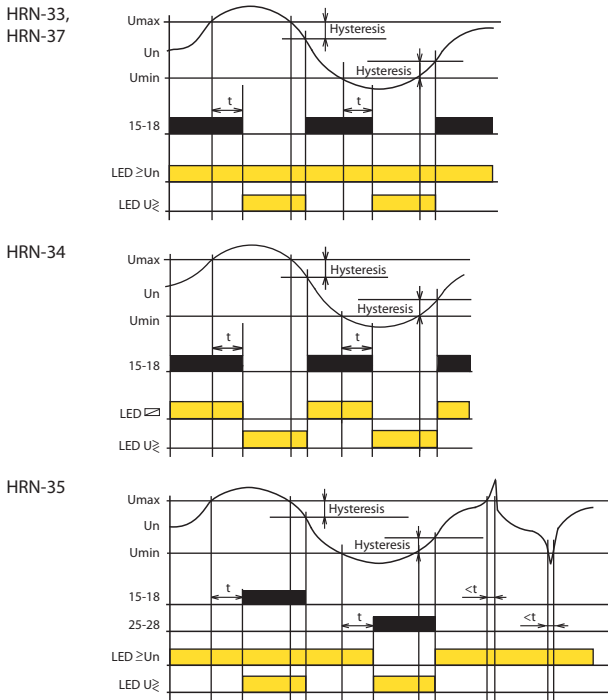 HRN-33,
HRN-37
Umax
Hysteresis
Un
Hysteresis
Umin
t
t
15-18
LED ≥Un
LED U≷
HRN-34
Umax
Hysteresis
Un
Hysteresis
Umin
t
t
15-18
LED
LED U≷
HRN-35
Umax
Hysteresis
Un
Hysteresis
Umin
t
<t
15-18
t
<t
25-28
LED ≥Un
LED U≷